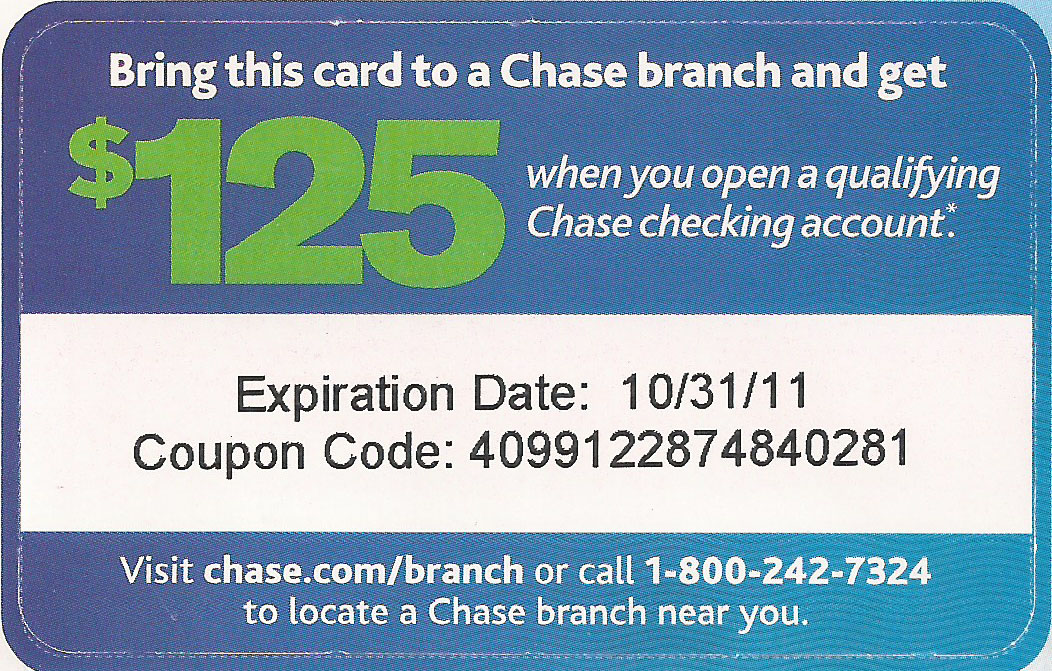 Bring this card to a Chase branch and get
$125
when you open a qualifying
Chase checking account*.
Expiration Date: 10/31/11
Coupon Code: 4099122874840281
Visit chase.com/branch or call 1-800-242-7324
to locate a Chase branch near you.